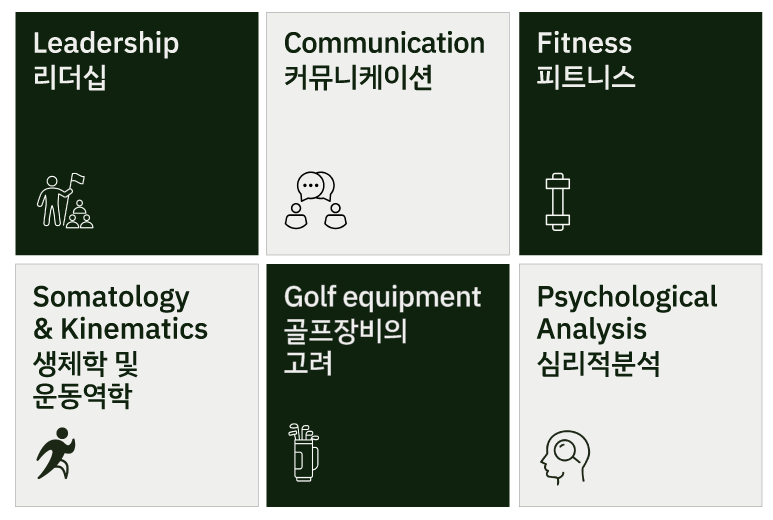 Leadership
리더십
Communication
커뮤니케이션
Fitness
피트니스
Somatology
& Kinematics
생체학 및
운동역학
Golf equipment
골프장비의
고려
Psychological
Analysis
심리적분석